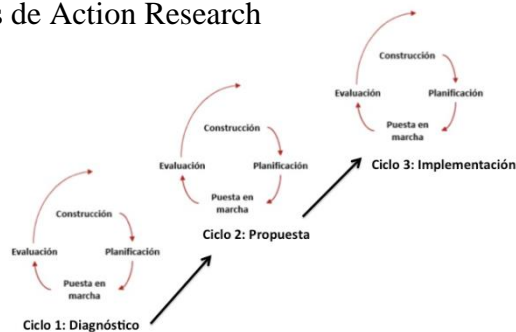 s de Action Research
Construcción
Evaluación
Planificación
Puesta en
marcha
Ciclo 3: Implementación
Construcción
Evaluación
Planificación
Puesta en
marcha
Ciclo 2: Propuesta
Construcción
Evaluación
Planificación
Puesta en
marcha
Ciclo 1: Diagnóstico